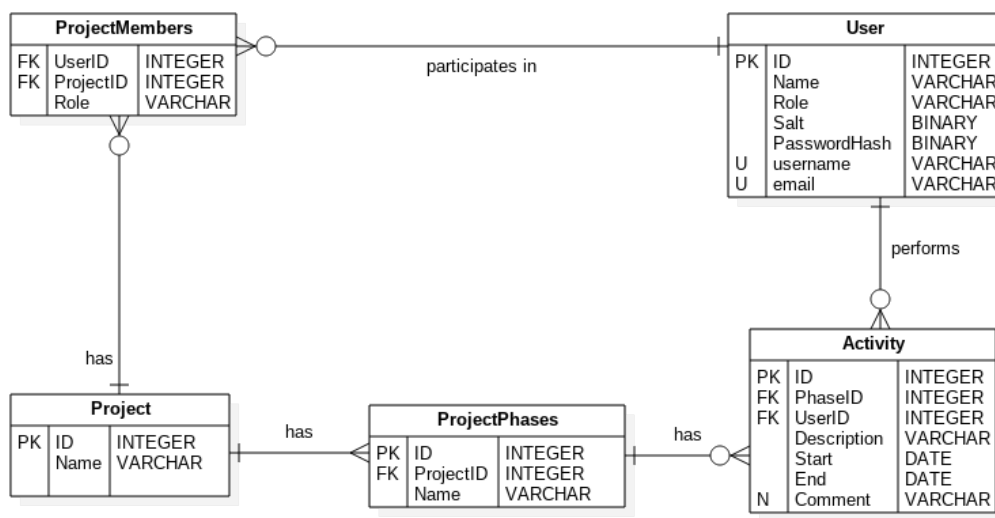 ProjectMembers
FK UserID INTEGER
FK ProjectID INTEGER
Role VARCHAR
participates in
User
PK ID INTEGER
Name VARCHAR
Role VARCHAR
Salt BINARY
PasswordHash BINARY
U username VARCHAR
U email VARCHAR
performs
has
Project
PK ID INTEGER
Name VARCHAR
has
ProjectPhases
PK ID INTEGER
FK ProjectID INTEGER
Name VARCHAR
has
Activity
PK ID INTEGER
FK PhaseID INTEGER
FK UserID INTEGER
Description VARCHAR
Start DATE
End DATE
N Comment VARCHAR